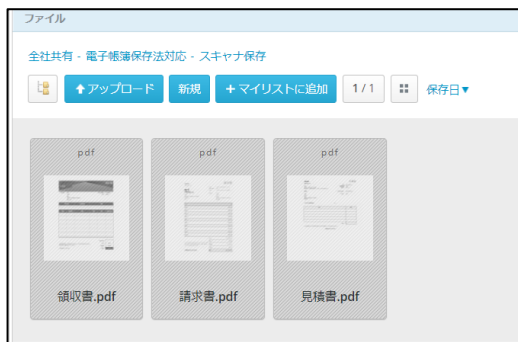 ファイル
全社共有 - 電子帳簿保存法対応 - スキャナ保存
アップロード 新規 +マイリストに追加 1 / 1 保存日▼
pdf pdf pdf
領収書.pdf 請求書.pdf 見積書.pdf